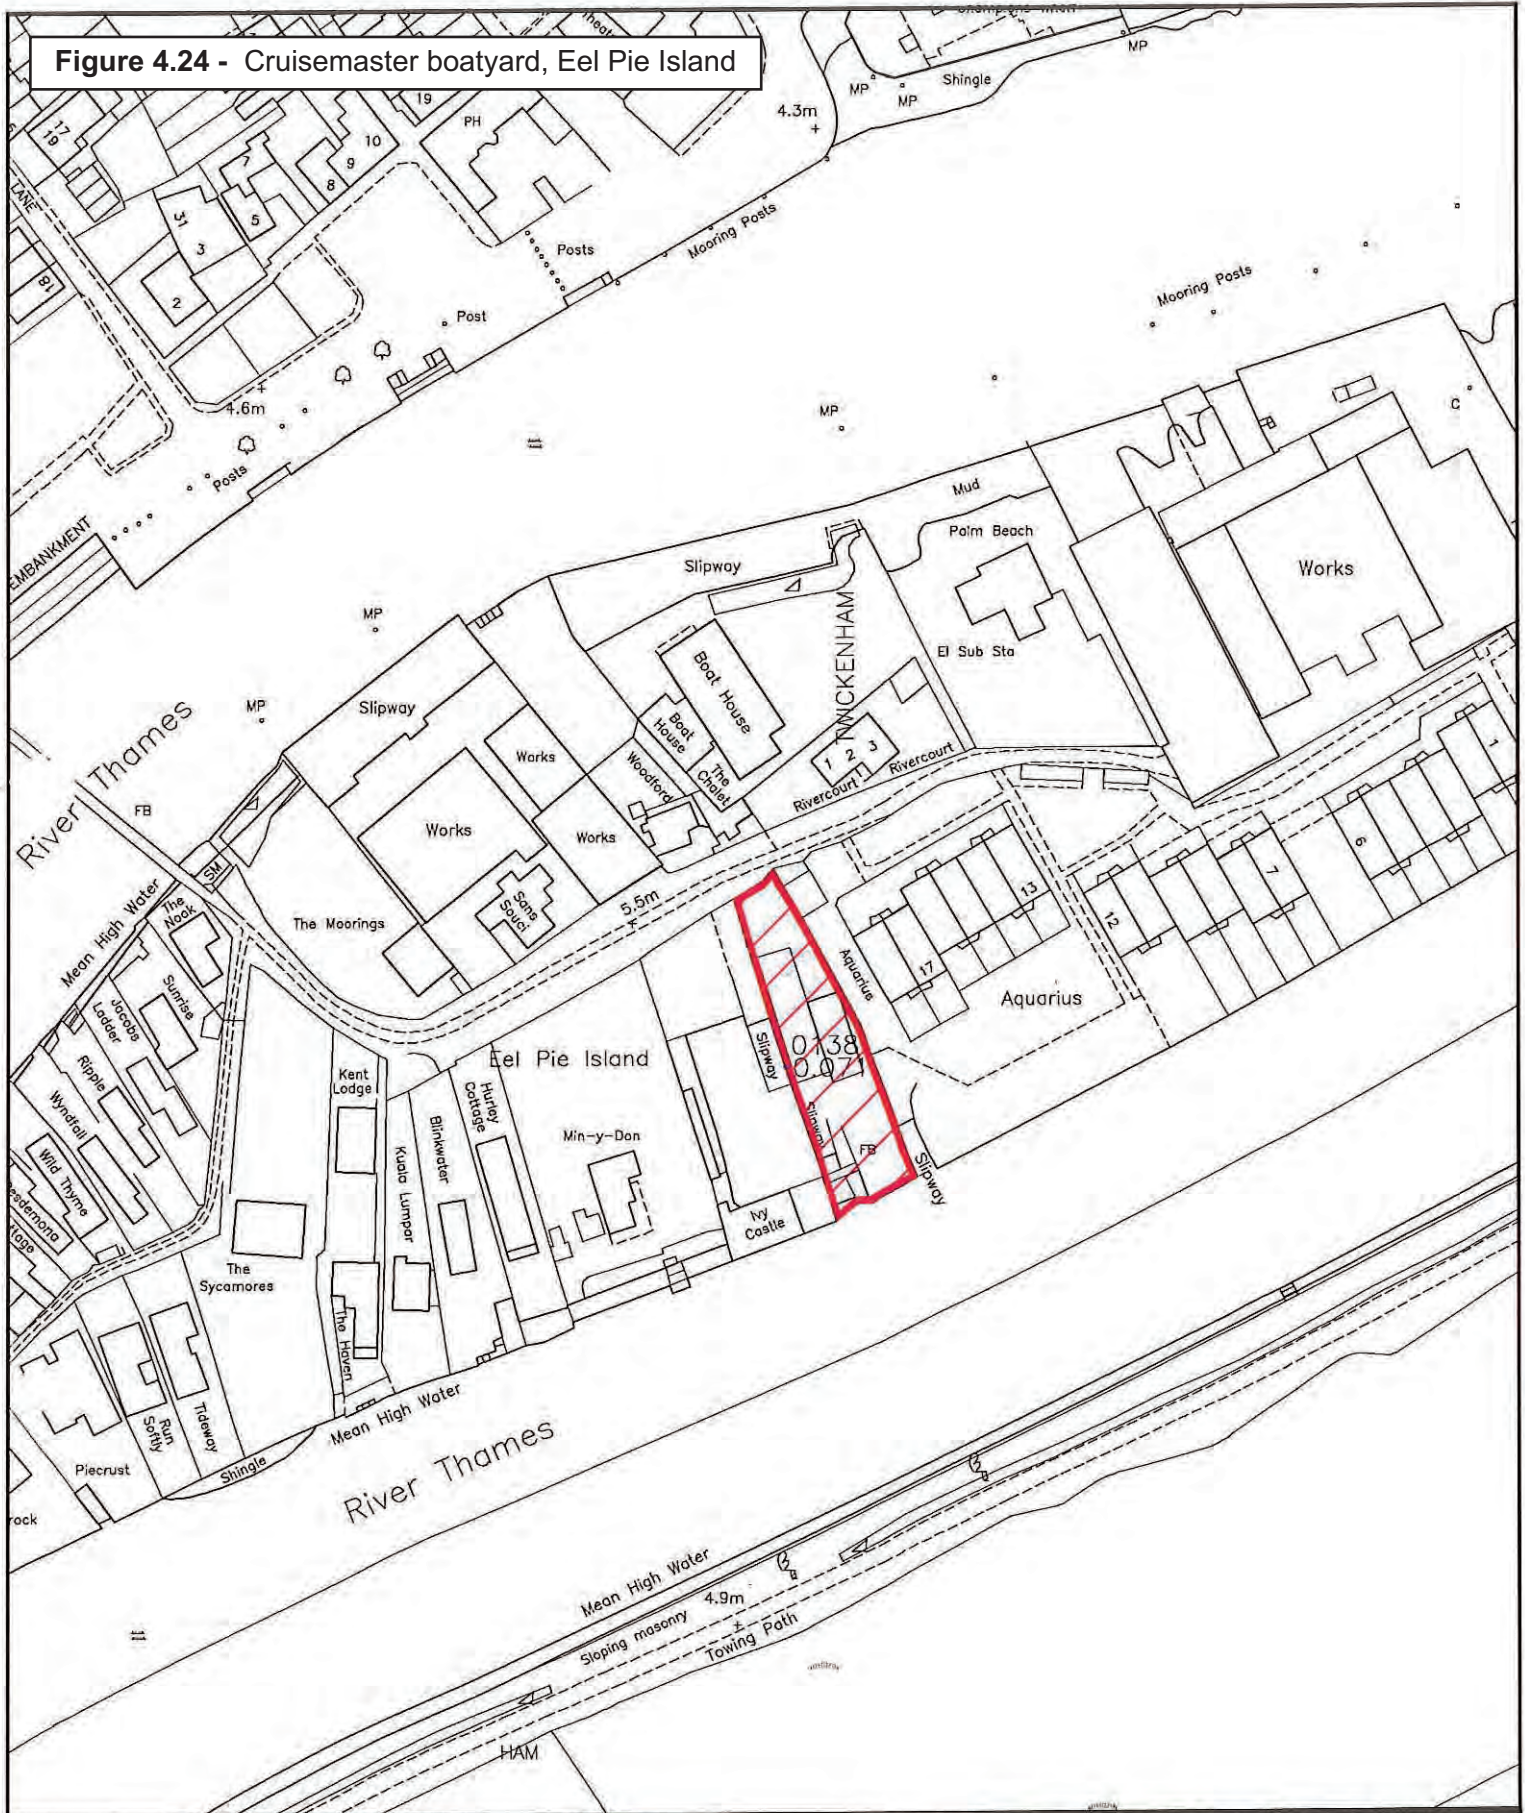 Figure 4.24 - Cruisemaster boatyard, Eel Pie Island
MP
Shingle
MP
MP
4.3m
PH
19
17
19
10
9
8
7
5
31
3
2
LANE
18
Mooring Posts
Posts
Post
Mooring Posts
4.6m
MP
C
Posts
EMBANKMENT
Mud
Palm Beach
Slipway
Works
TWICKENHAM
El Sub Sta
MP
Boat House
Boat
House
The
Chalet
Woodford
MP
Slipway
Works
1 2 3
Rivercourt
Rivercourt
River Thames
FB
Works
Works
SM
1
6
7
12
13
17
Sans
Souci
5.5m
The Moorings
Mean High Water
The
Nook
Sunrise
Jacobs
Ladder
Ripple
Wyndfall
Wild Thyme
Aquarius
Aquarius
Slipway
0138
0.071
Eel Pie Island
Kent
Lodge
Hurley
Cottage
Blinkwater
Kuala Lumpar
Min-y-Don
Slipway
FB
Slipway
Ivy
Castle
The
Sycamores
The Haven
Mean High Water
Tideway
Run
Softly
Shingle
Piecrust
rock
River Thames
Mean High Water
4.9m
Sloping masonry
Towing Path
HAM